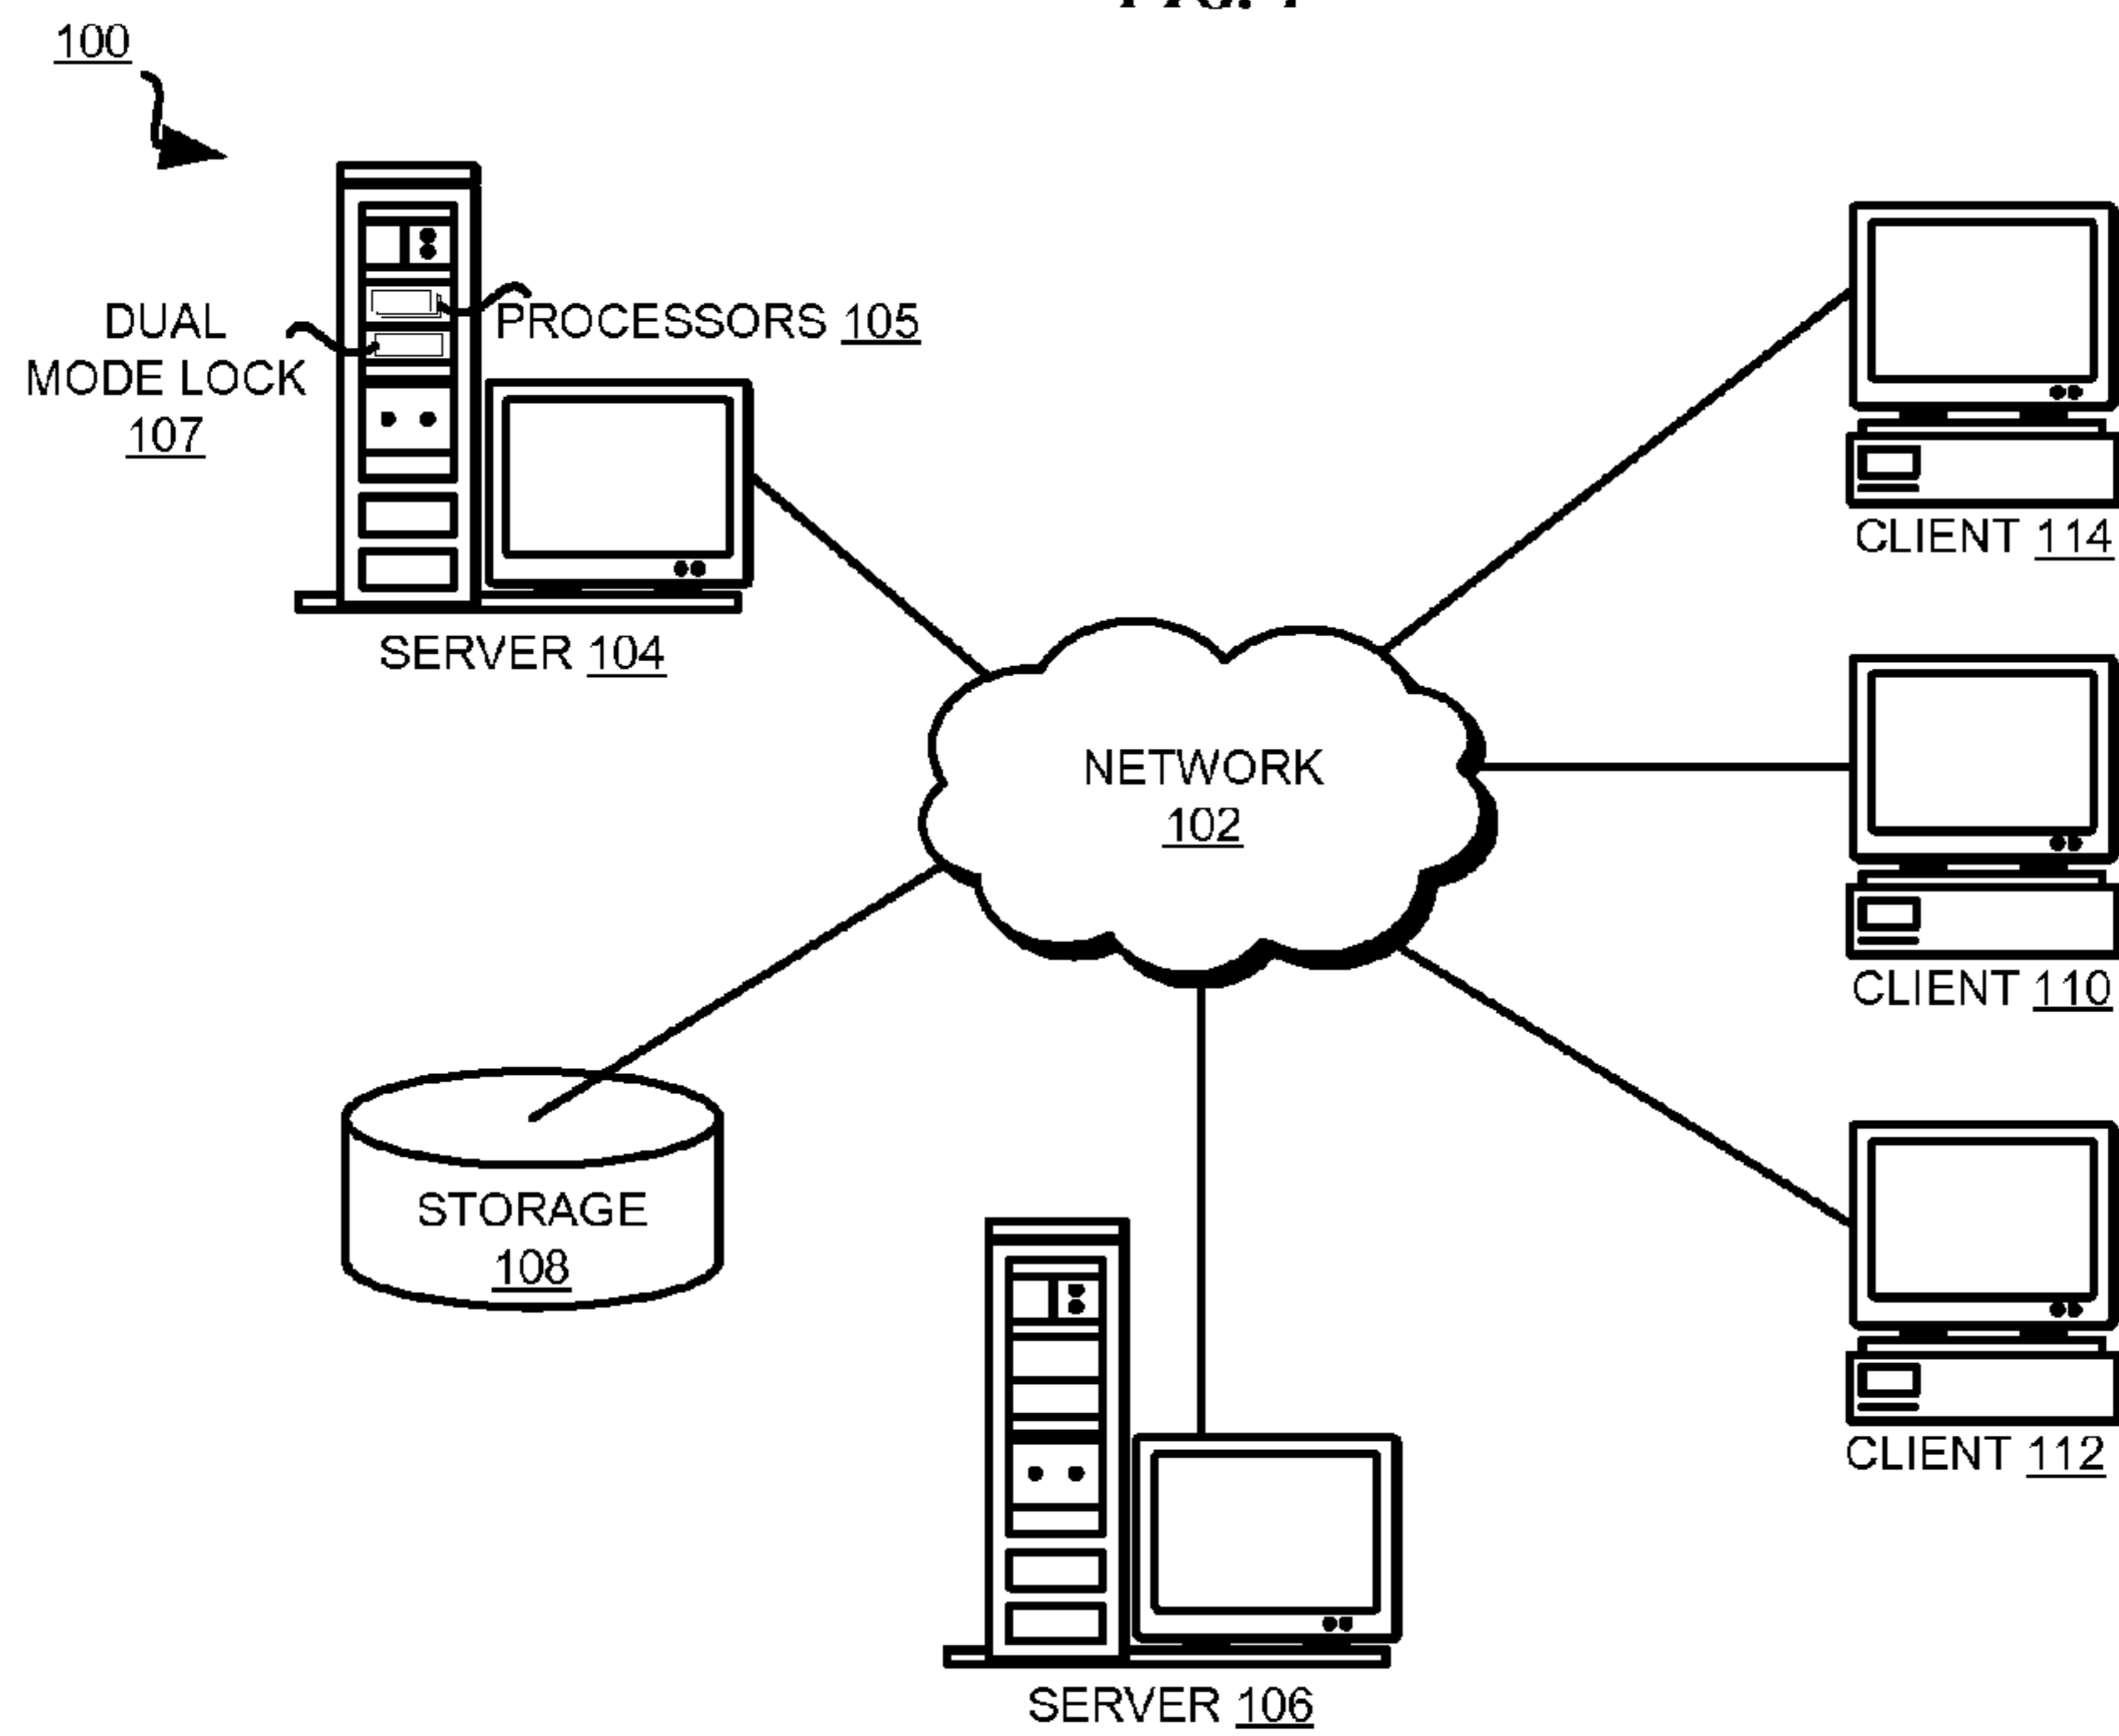 100
DUAL
MODE LOCK
107
PROCESSORS 105
SERVER 104
CLIENT 114
NETWORK
102
CLIENT 110
STORAGE
108
CLIENT 112
SERVER 106